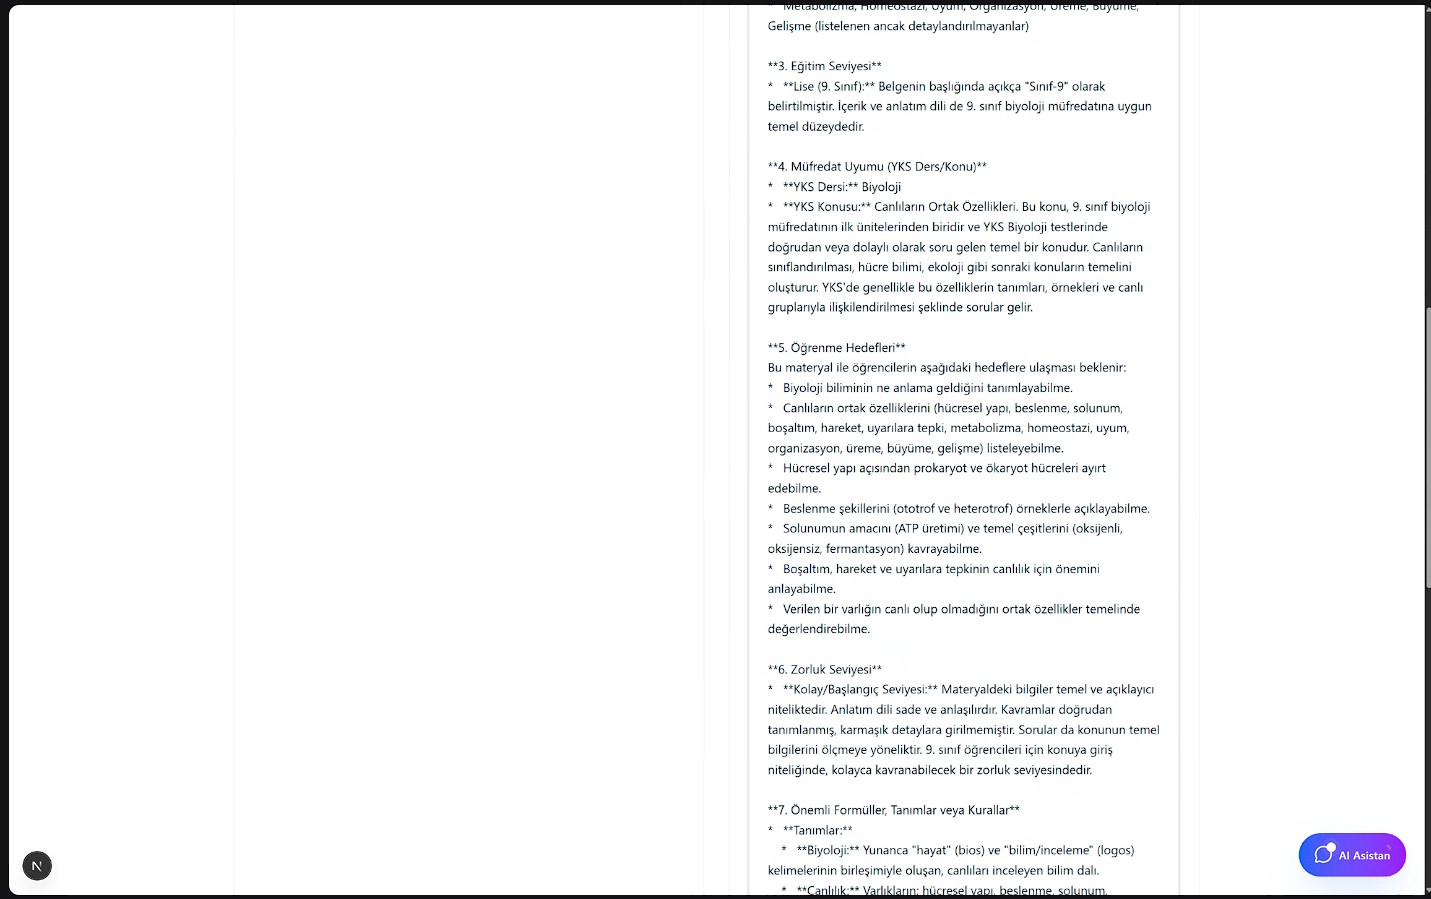 * Metabolizma, Homeostazi, Uyum, Organizasyon, Üreme, Büyüme,
Gelişme (listelenen ancak detaylandırılmayanlar)
**3. Eğitim Seviyesi**
* **Lise (9. Sınıf):** Belgenin başlığında açıkça "Sınıf-9" olarak
belirtilmiştir. İçerik ve anlatım dili de 9. sınıf biyoloji müfredatına uygun
temel düzeydedir.
**4. Müfredat Uyumu (YKS Ders/Konu)**
* **YKS Dersi:** Biyoloji
* **YKS Konusu:** Canlıların Ortak Özellikleri. Bu konu, 9. sınıf biyoloji
müfredatının ilk ünitelerinden biridir ve YKS Biyoloji testlerinde
doğrudan veya dolaylı olarak soru gelen temel bir konudur. Canlıların
sınıflandırılması, hücre bilimi, ekoloji gibi sonraki konuların temelini
oluşturur. YKS'de genellikle bu özelliklerin tanımları, örnekleri ve canlı
gruplarıyla ilişkilendirilmesi şeklinde sorular gelir.
**5. Öğrenme Hedefleri**
Bu materyal ile öğrencilerin aşağıdaki hedeflere ulaşması beklenir:
* Biyoloji biliminin ne anlama geldiğini tanımlayabilme.
* Canlıların ortak özelliklerini (hücresel yapı, beslenme, solunum,
boşaltım, hareket, uyarılara tepki, metabolizma, homeostazi, uyum,
organizasyon, üreme, büyüme, gelişme) listeleyebilme.
* Hücresel yapı açısından prokaryot ve ökaryot hücreleri ayırt
edebilme.
* Beslenme şekillerini (ototrof ve heterotrof) örneklerle açıklayabilme.
* Solunumun amacını (ATP üretimi) ve temel çeşitlerini (oksijenli,
oksijensiz, fermantasyon) kavrayabilme.
* Boşaltım, hareket ve uyarılara tepkinin canlılık için önemini
anlayabilme.
* Verilen bir varlığın canlı olup olmadığını ortak özellikler temelinde
değerlendirebilme.
**6. Zorluk Seviyesi**
* **Kolay/Başlangıç Seviyesi:** Materyaldeki bilgiler temel ve açıklayıcı
niteliktedir. Anlatım dili sade ve anlaşılırdır. Kavramlar doğrudan
tanımlanmış, karmaşık detaylara girilmemiştir. Sorular da konunun temel
bilgilerini ölçmeye yöneliktir. 9. sınıf öğrencileri için konuya giriş
niteliğinde, kolayca kavranabilecek bir zorluk seviyesindedir.
**7. Önemli Formüller, Tanımlar veya Kurallar**
* **Tanımlar:**
* **Biyoloji:** Yunanca "hayat" (bios) ve "bilim/inceleme" (logos)
kelimelerinin birleşimiyle oluşan, canlıları inceleyen bilim dalı.
* **Canlılık:** Varlıkların; hücresel yapı, beslenme, solunum,
N
AI Asistan